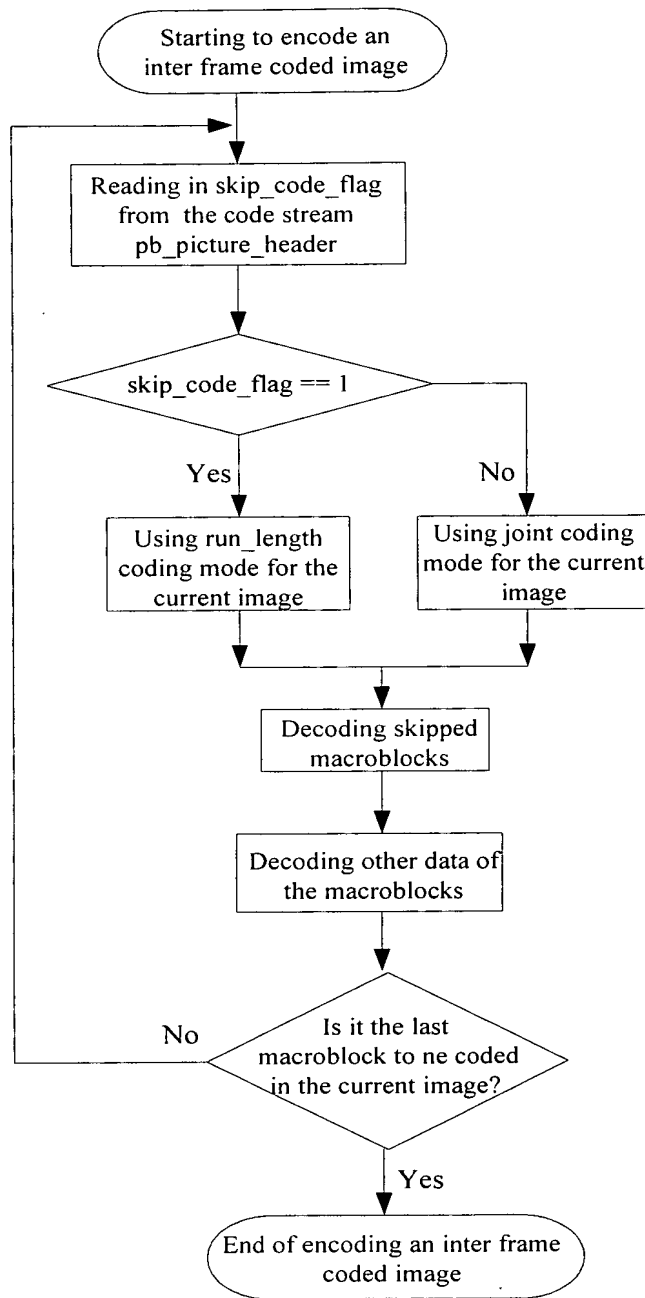 Starting to encode an
inter frame coded image
Reading in skip_code_flag
from the code stream
pb_picture_header
skip_code_flag == 1
Yes
No
Using run_length
coding mode for the
current image
Using joint coding
mode for the current
image
Decoding skipped
macroblocks
Decoding other data of
the macroblocks
No
Is it the last
macroblock to ne coded
in the current image?
Yes
End of encoding an inter frame
coded image